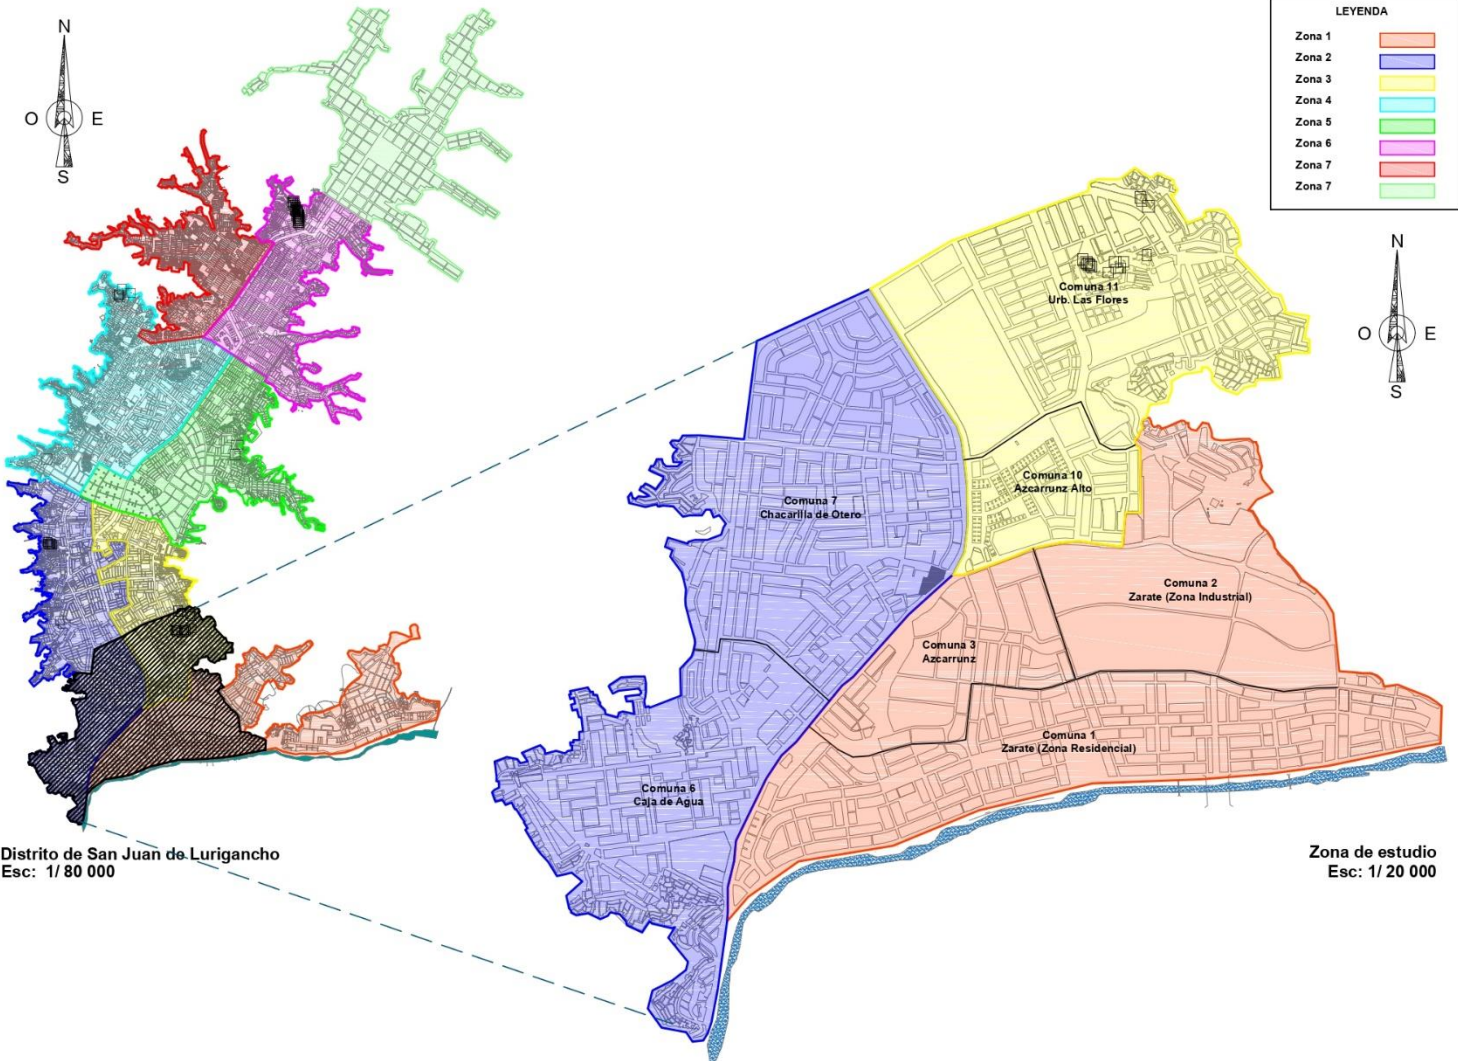 LEYENDA
Zona 1
Zona 2
Zona 3
Zona 4
Zona 5
Zona 6
Zona 7
Zona 7
N
O E
S
N
O E
S
Comuna 11
Urb. Las Flores
Comuna 10
Azcarrunz Alto
Comuna 7
Chacarilla de Otero
Comuna 2
Zarate (Zona Industrial)
Comuna 3
Azcarrunz
Comuna 1
Zarate (Zona Residencial)
Comuna 6
Caja de Agua
Distrito de San Juan de Lurigancho
Esc: 1/ 80 000
Zona de estudio
Esc: 1/ 20 000